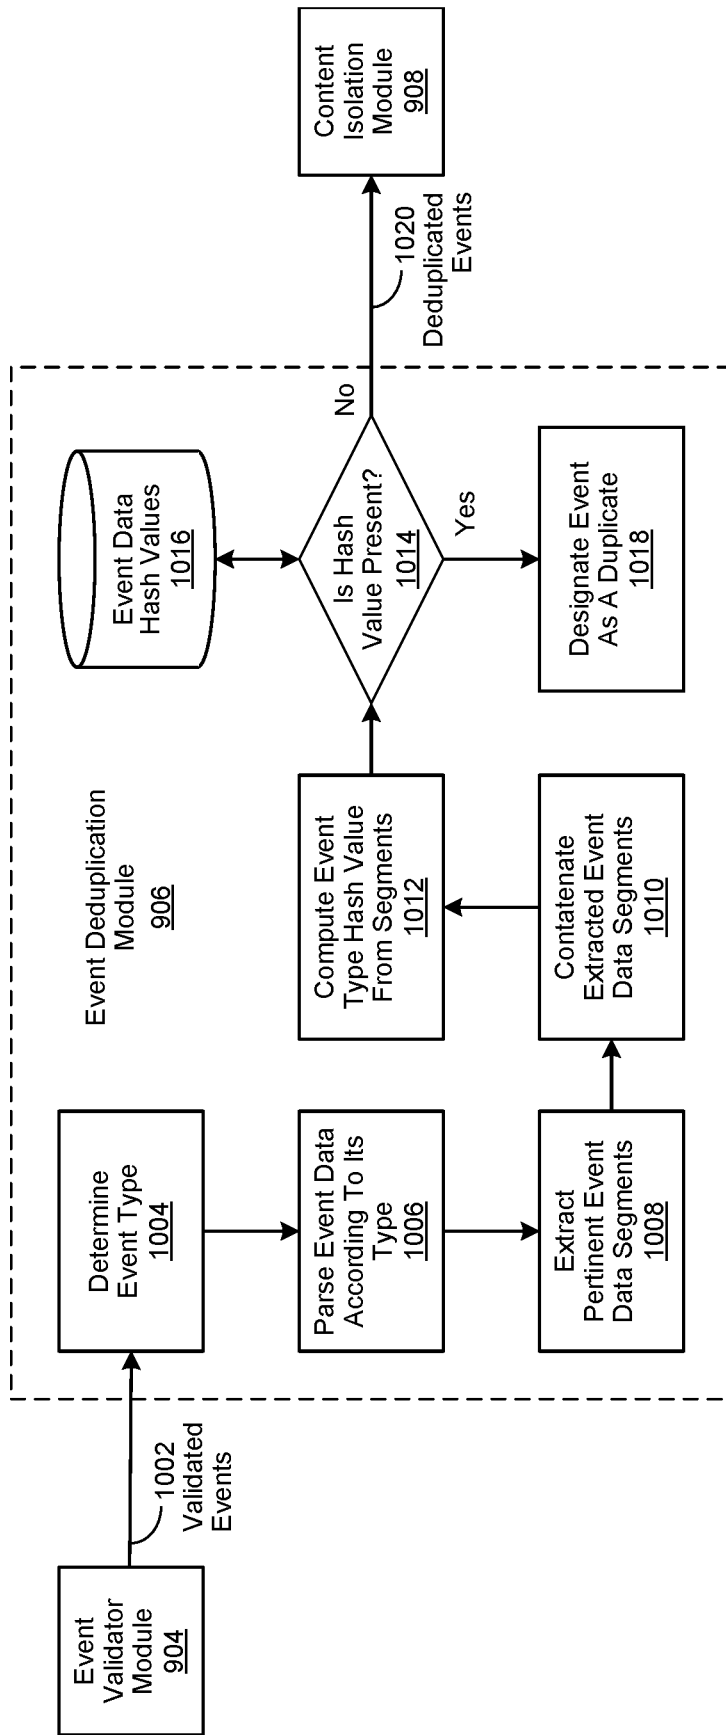 Event
Validator
Module
904
1002
Validated
Events
Event Deduplication
Module
906
Determine
Event Type
1004
Parse Event Data
According To Its
Type
1006
Extract
Pertinent Event
Data Segments
1008
Contatenate
Extracted Event
Data Segments
1010
Compute Event
Type Hash Value
From Segments
1012
Is Hash
Value Present?
1014
Event Data
Hash Values
1016
Yes
Designate Event
As A Duplicate
1018
No
1020
Deduplicated
Events
Content
Isolation
Module
908